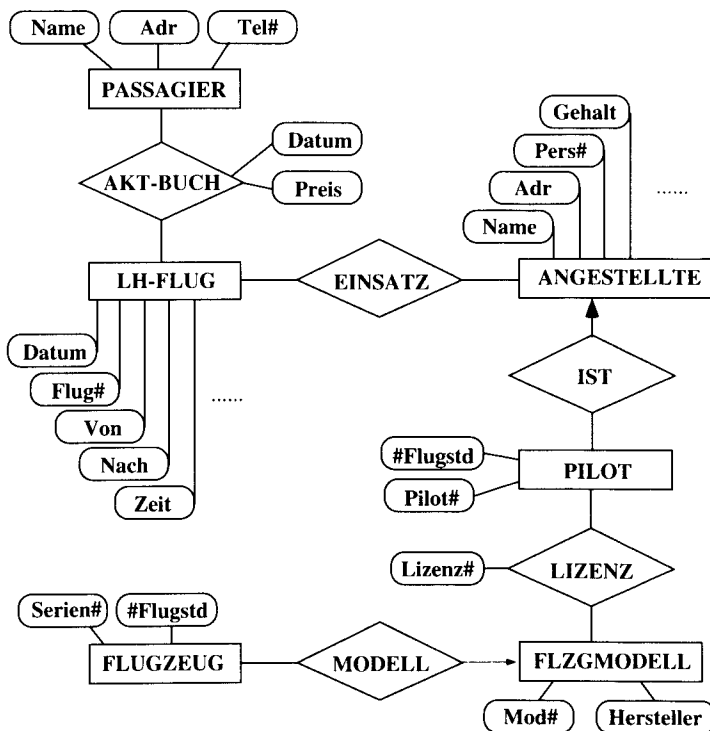 Name
Adr
Tel#
PASSAGIER
Datum
AKT-BUCH
Preis
Gehalt
Pers#
Adr
Name
......
LH-FLUG
EINSATZ
ANGESTELLTE
Datum
Flug#
Von
Nach
Zeit
......
IST
#Flugstd
PILOT
Pilot#
Lizenz#
LIZENZ
Serien#
#Flugstd
FLUGZEUG
MODELL
FLZGMODELL
Mod#
Hersteller